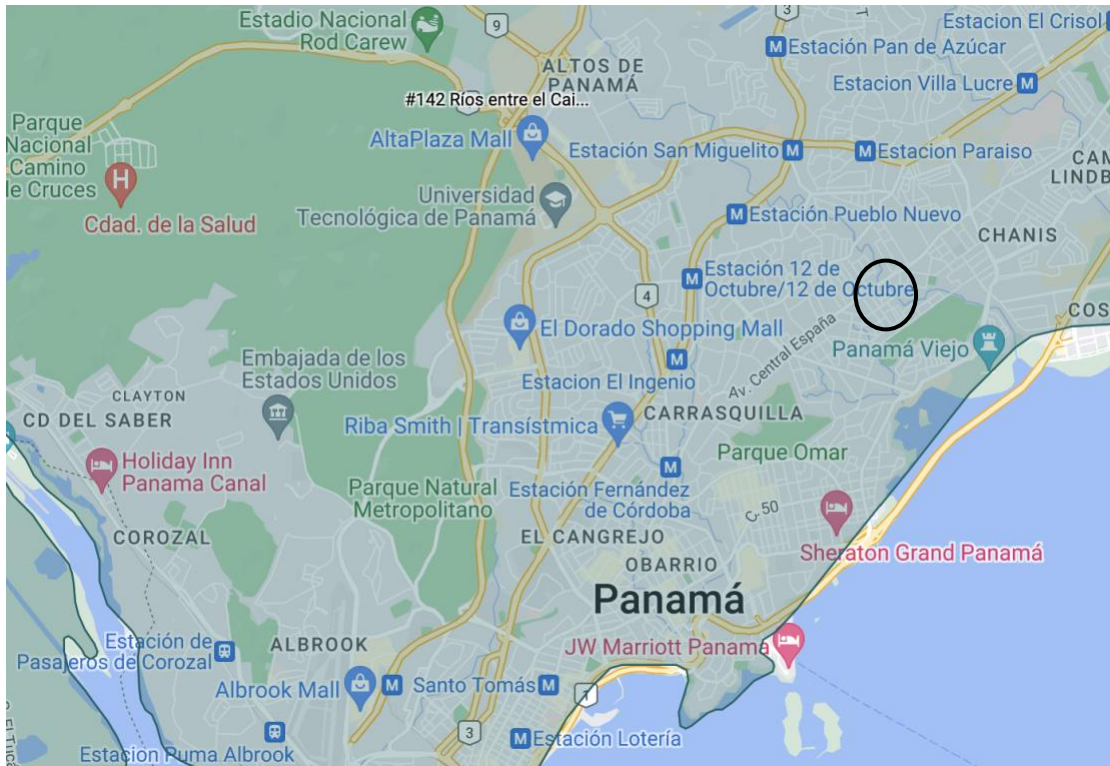 Estadio Nacional
Rod Carew
9
3
Estacion El Crisol
M Estación Pan de Azúcar
ALTOS DE
PANAMÁ
Estacion Villa Lucre M
#142 Ríos entre el Cai...
Parque
Nacional
Camino
de Cruces
AltaPlaza Mall
Estación San Miguelito M
M Estacion Paraiso
H
Cdad. de la Salud
Universidad
Tecnológica de Panamá
M Estación Pueblo Nuevo
CHANIS
M Estación 12 de
Octubre/12 de Octubre
4
El Dorado Shopping Mall
M
Estacion El Ingenio
Av. Central España
Panamá Viejo
Embajada de los
Estados Unidos
CLAYTON
CD DEL SABER
Riba Smith | Transístmica
CARRASQUILLA
Parque Omar
Holiday Inn
Panama Canal
Parque Natural
Metropolitano
M
Estación Fernández
de Córdoba
C. 50
COROZAL
EL CANGREJO
OBARRIO
Sheraton Grand Panamá
Panamá
Estación de
Pasajeros de Corozal
ALBROOK
JW Marriott Panama
Albrook Mall
M
Santo Tomás M
1
3
Estacion Puma Albrook
M Estación Lotería